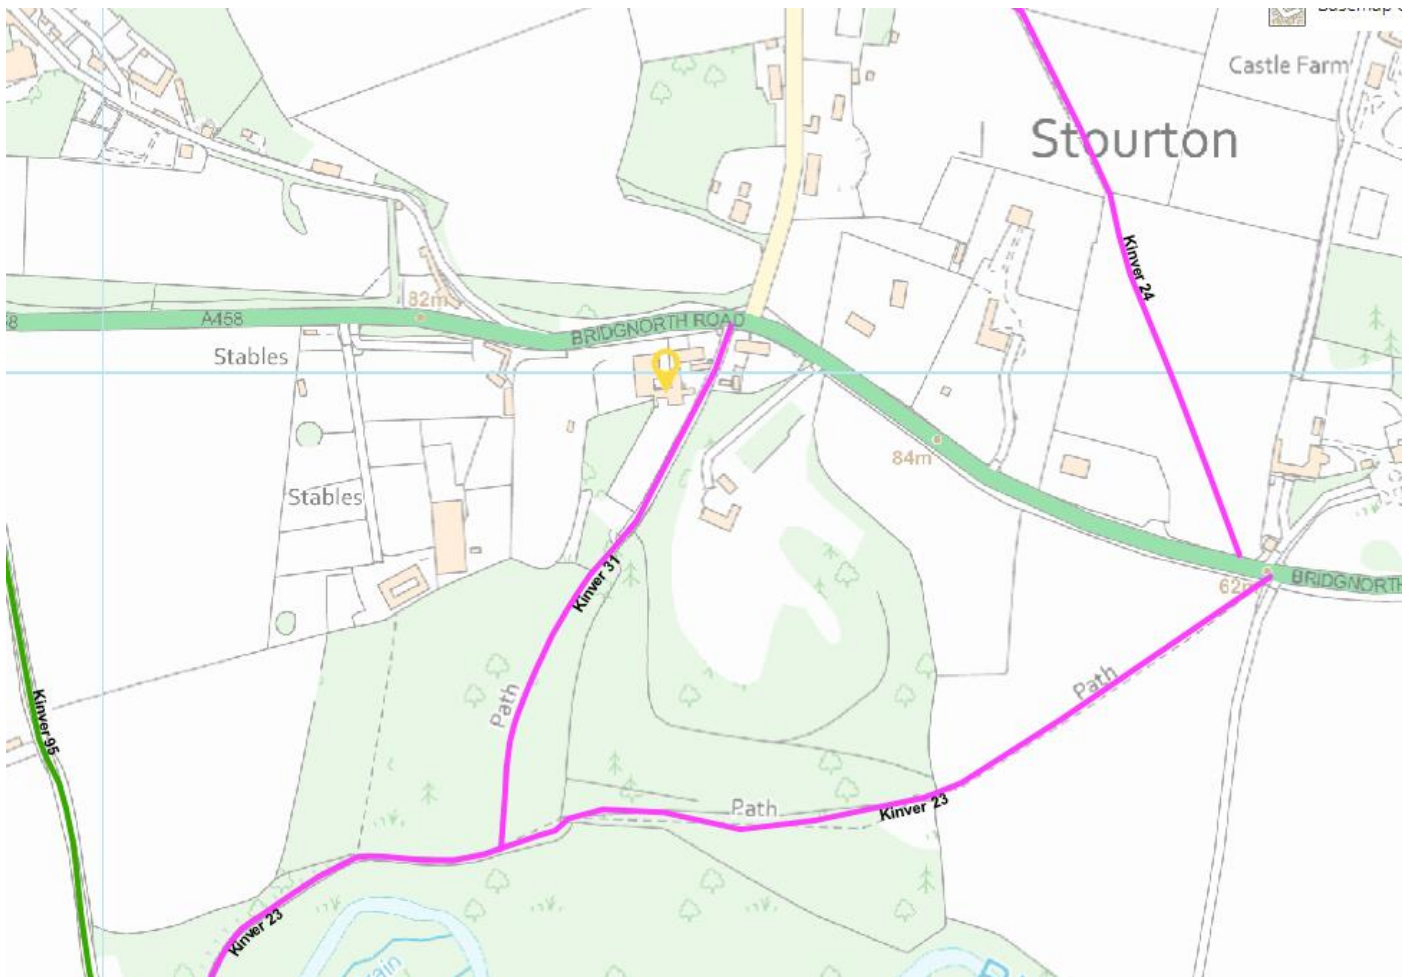 Castle Farm
Stourton
Kinver 24
82m
A458
BRIDGNORTH ROAD
Stables
84m
Stables
Kinver 31
62m
BRIDGNORTH
Path
Path
Kinver 95
Path
Kinver 23
Kinver 23